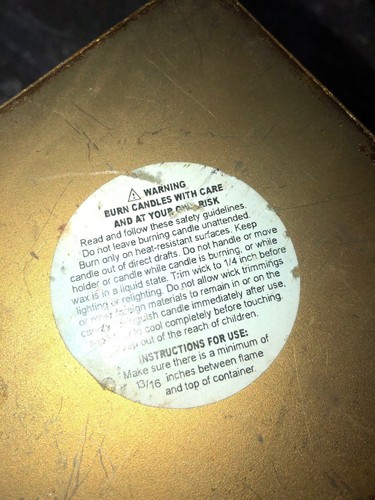 WARNING
BURN CANDLES WITH CARE
AND AT YOUR OWN RISK
Read and follow these safety guidelines.
Do not leave burning candle unattended.
Burn only on heat-resistant surfaces. Keep
candle out of direct drafts. Do not handle or move
holder or candle while candle is burning, or while
wax is in a liquid state. Trim wick to 1/4 inch before
lighting or relighting. Do not allow wick trimmings
or materials to remain in or on the
candle. Extinguish candle immediately after use.
to cool completely before touching.
Keep out of the reach of children.
INSTRUCTIONS FOR USE:
Make sure there is a minimum of
13/16 inches between flame
and top of container.